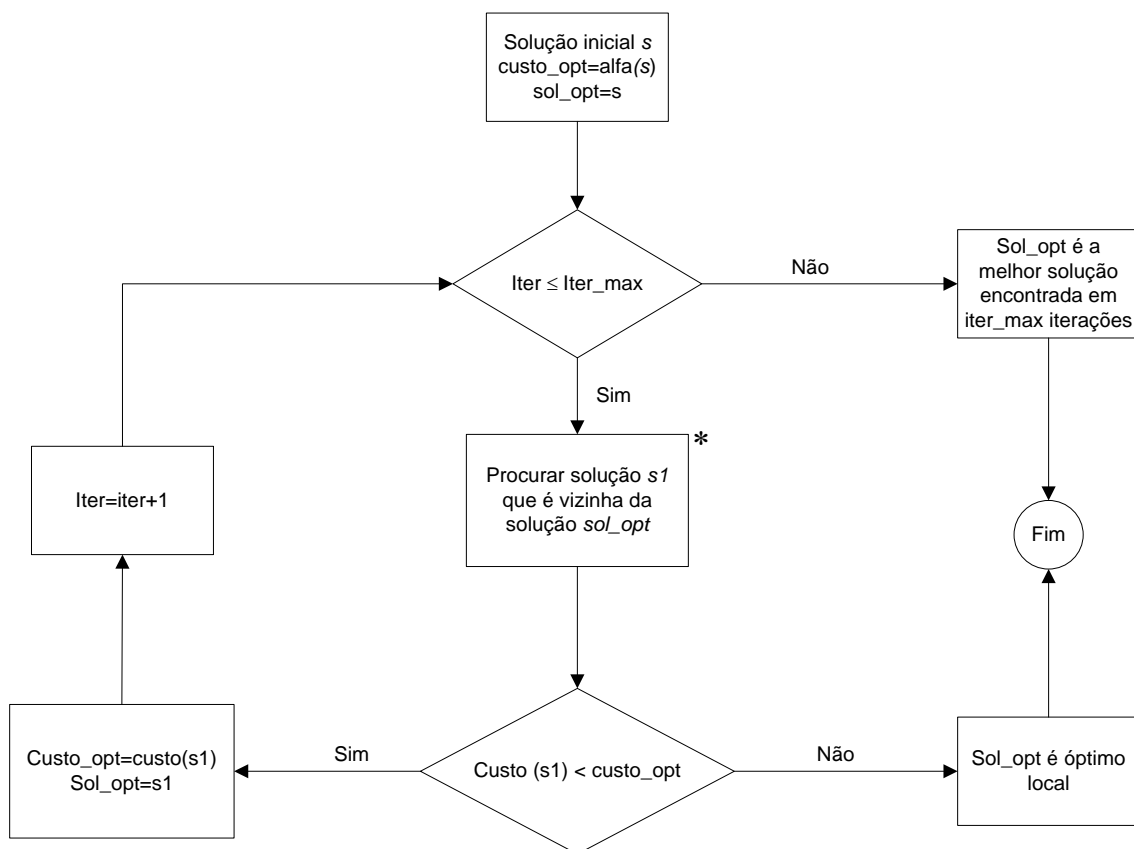 Solução inicial s
custo_opt=alfa(s)
sol_opt=s
Iter ≤ Iter_max
Não
Sol_opt é a
melhor solução
encontrada em
iter_max iterações
Sim
*
Procurar solução s1
que é vizinha da
solução sol_opt
Iter=iter+1
Fim
Custo_opt=custo(s1)
Sol_opt=s1
Sim
Custo (s1) < custo_opt
Não
Sol_opt é óptimo
local